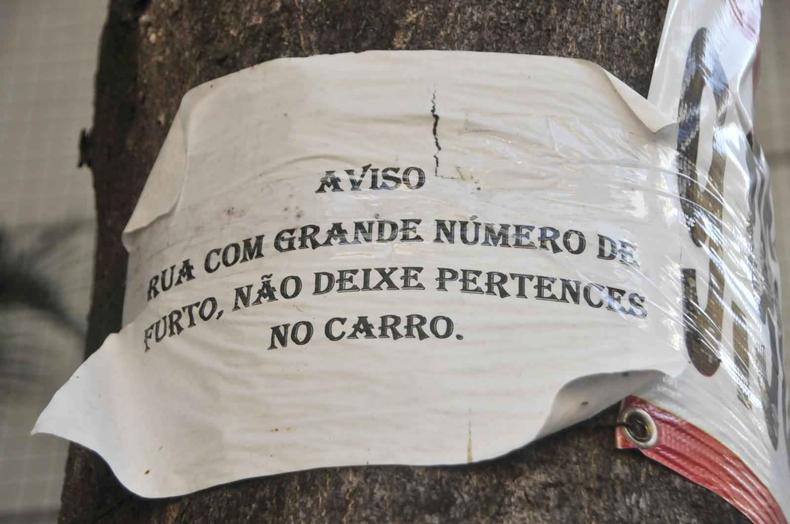 AVISO
RUA COM GRANDE NÚMERO DE
FURTO, NÃO DEIXE PERTENCES
NO CARRO.